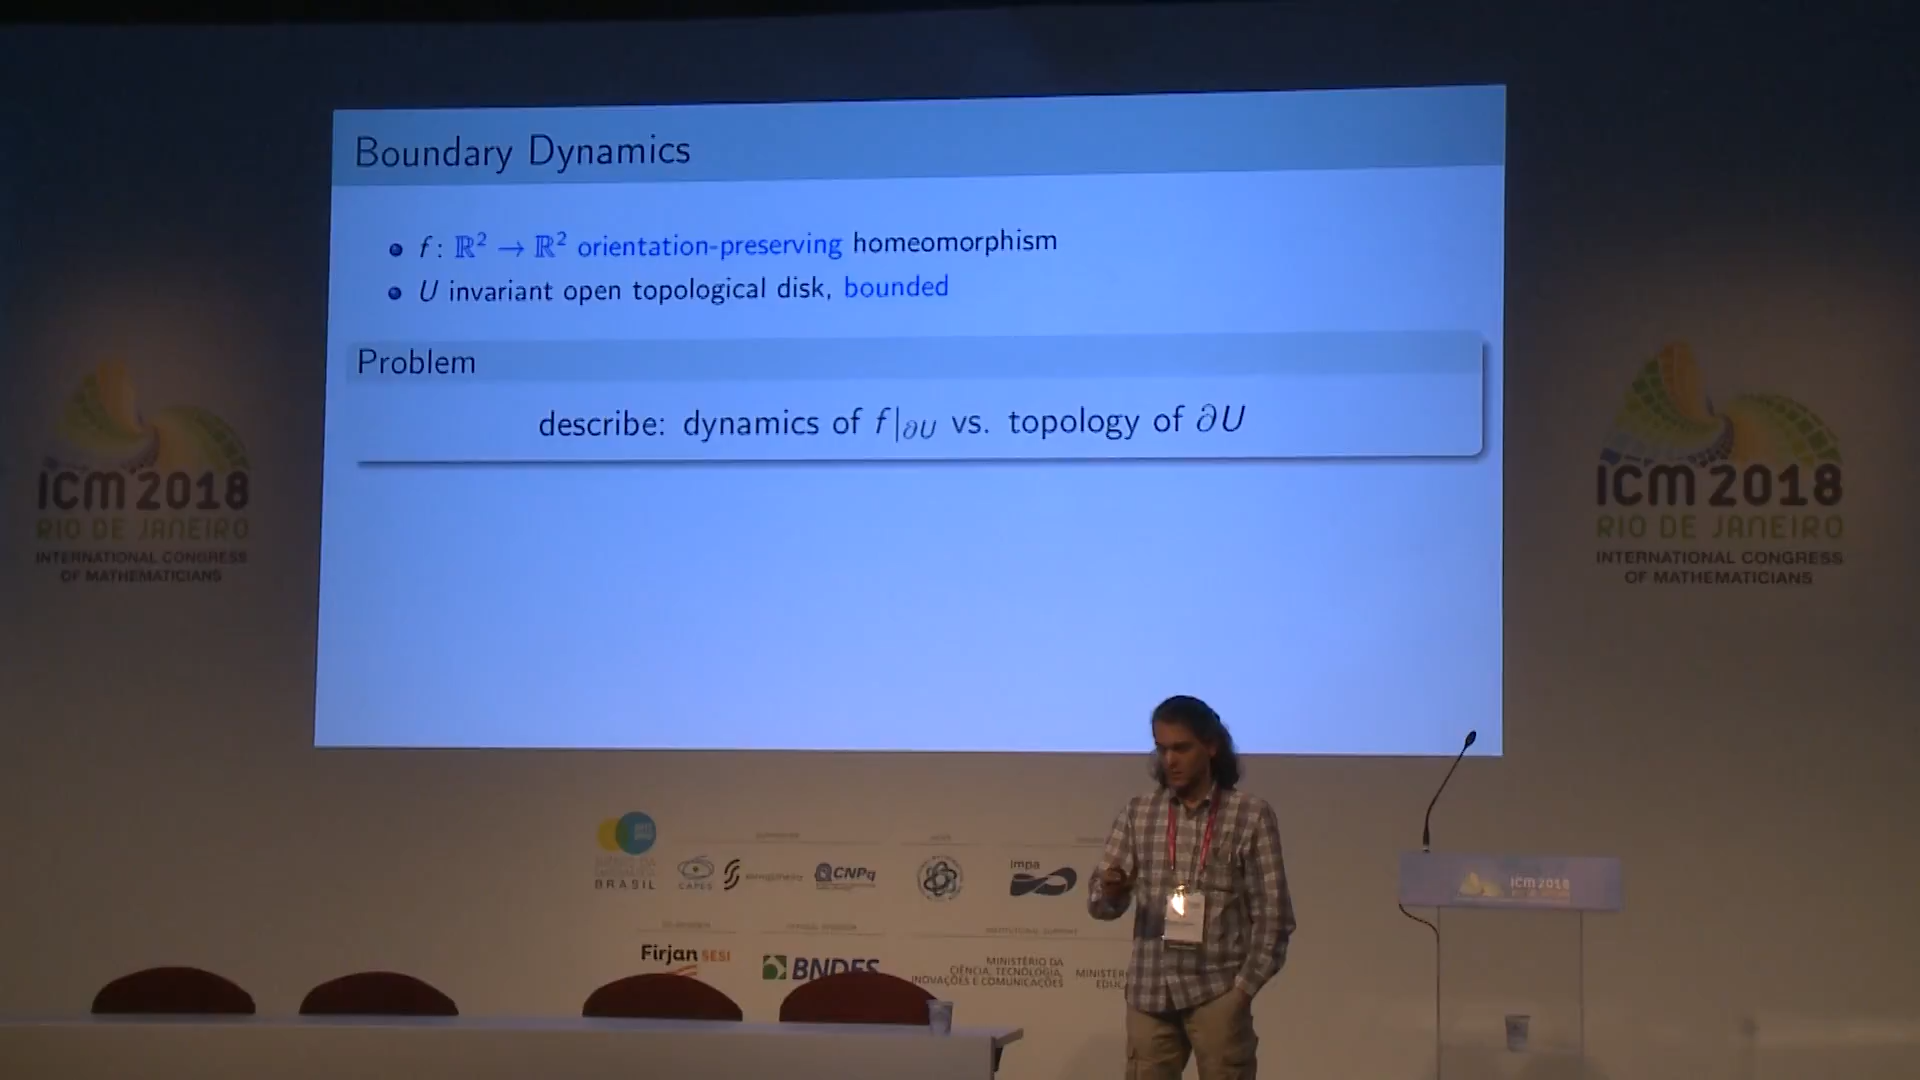 Boundary Dynamics
f: ℝ² → ℝ² orientation-preserving homeomorphism
U invariant open topological disk, bounded
Problem
describe: dynamics of f|∂U vs. topology of ∂U
ICM 2018
RIO DE JANEIRO
INTERNATIONAL CONGRESS
OF MATHEMATICIANS
ICM 2018
RIO DE JANEIRO
INTERNATIONAL CONGRESS
OF MATHEMATICIANS
BRASIL
CAPES
CNPq
impa
ICM 2018
Firjan SESI
BNDES
INSTITUTIONAL SUPPORT
MINISTÉRIO DA
CIÊNCIA, TECNOLOGIA,
INOVAÇÕES E COMUNICAÇÕES